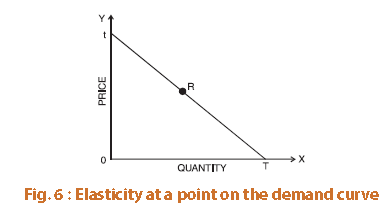 Y
t
R
PRICE
0
T
X
QUANTITY
Fig. 6 : Elasticity at a point on the demand curve